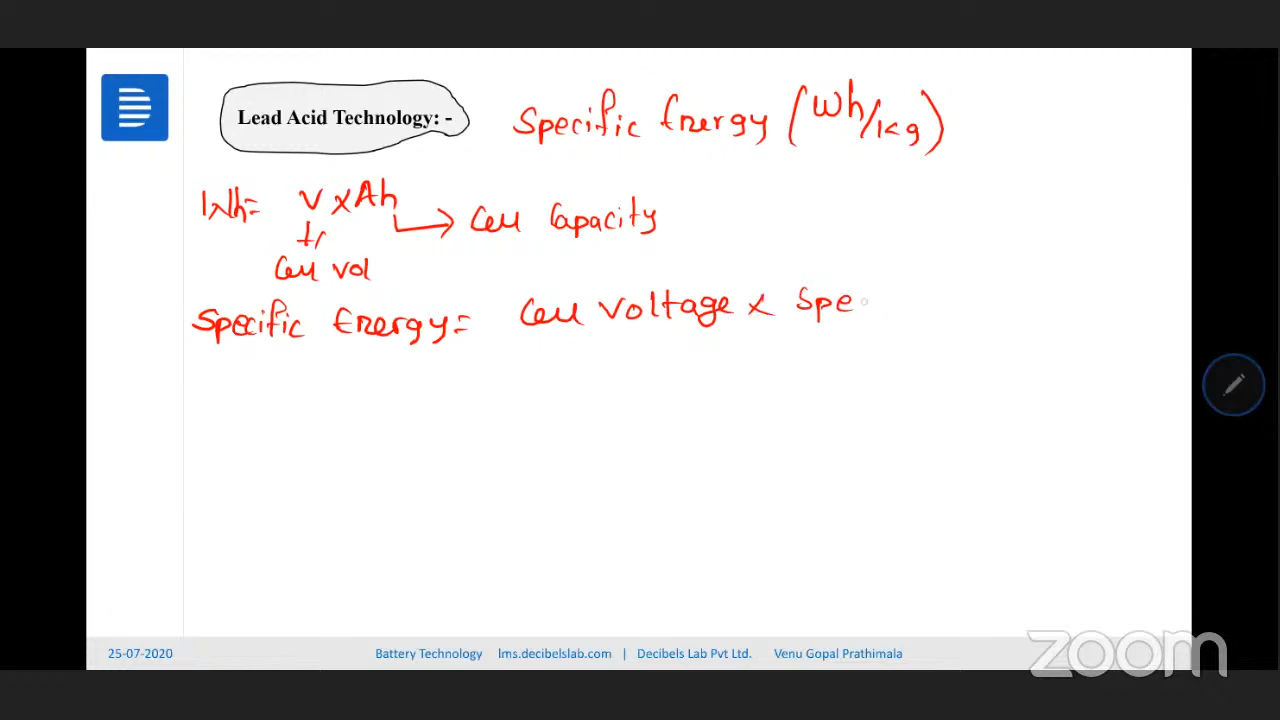 Lead Acid Technology: -
Specific Energy (Wh/kg)
Wh= V x Ah
Cell Capacity
Cell vol
Specific Energy= Cell Voltage x Spe
25-07-2020
Battery Technology lms.decibelslab.com | Decibels Lab Pvt Ltd. Venu Gopal Prathimala
zoom